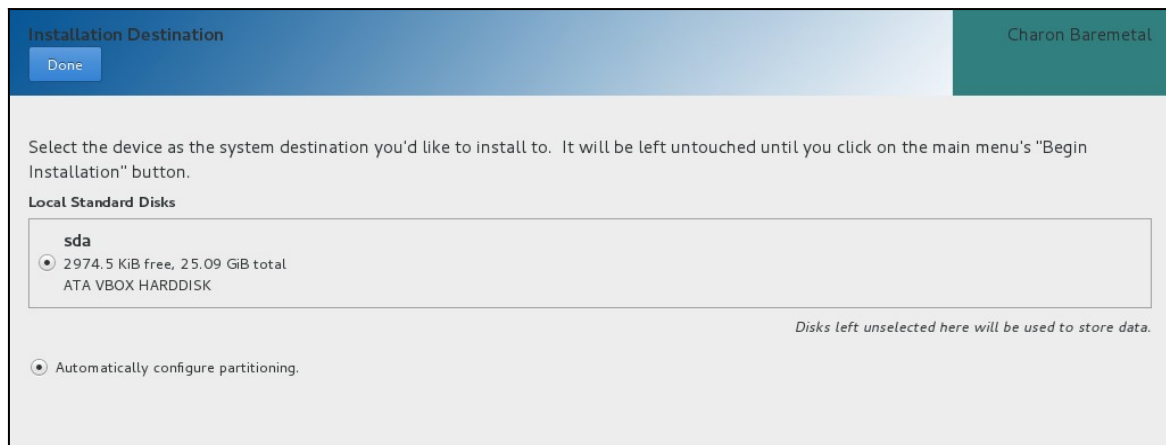 Installation Destination
Charon Baremetal
Done
Select the device as the system destination you'd like to install to.  It will be left untouched until you click on the main menu's "Begin
Installation" button.
Local Standard Disks
sda
2974.5 KiB free, 25.09 GiB total
ATA VBOX HARDDISK
Disks left unselected here will be used to store data.
Automatically configure partitioning.